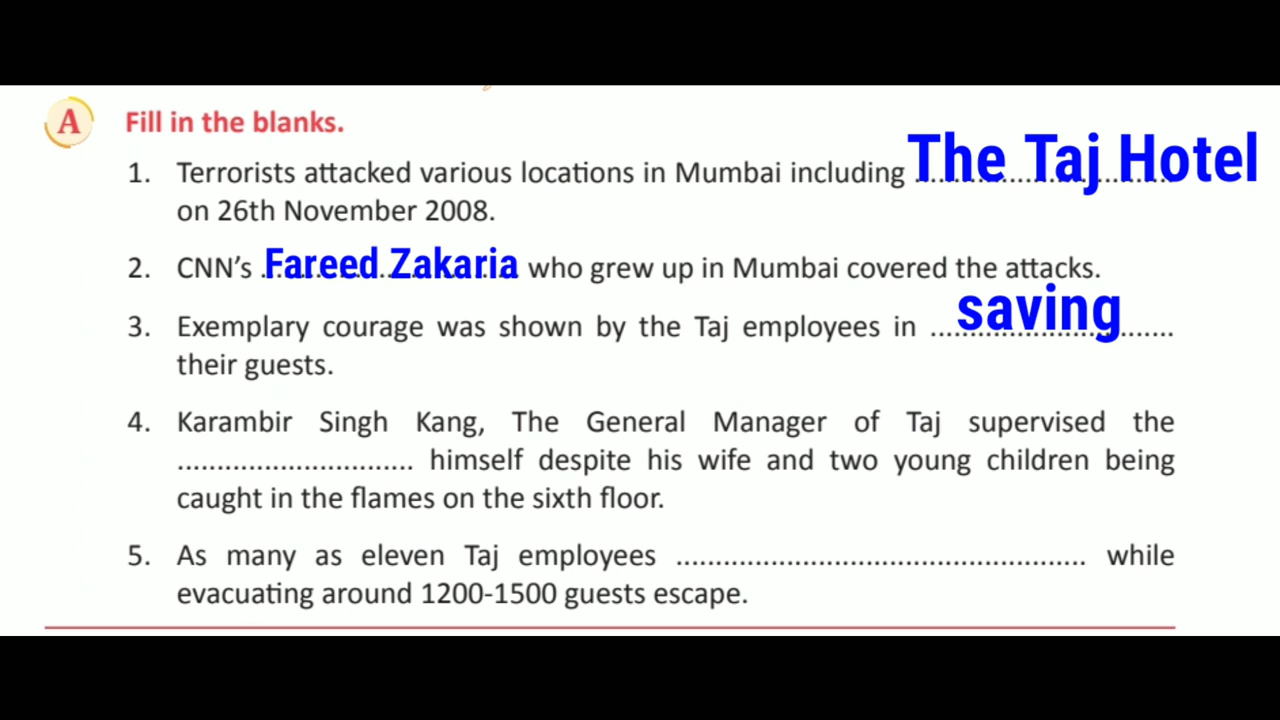 A Fill in the blanks.
1. Terrorists attacked various locations in Mumbai including The Taj Hotel
on 26th November 2008.
2. CNN's Fareed Zakaria who grew up in Mumbai covered the attacks.
3. Exemplary courage was shown by the Taj employees in saving
their guests.
4. Karambir Singh Kang, The General Manager of Taj supervised the
.............................. himself despite his wife and two young children being
caught in the flames on the sixth floor.
5. As many as eleven Taj employees .................................................... while
evacuating around 1200-1500 guests escape.